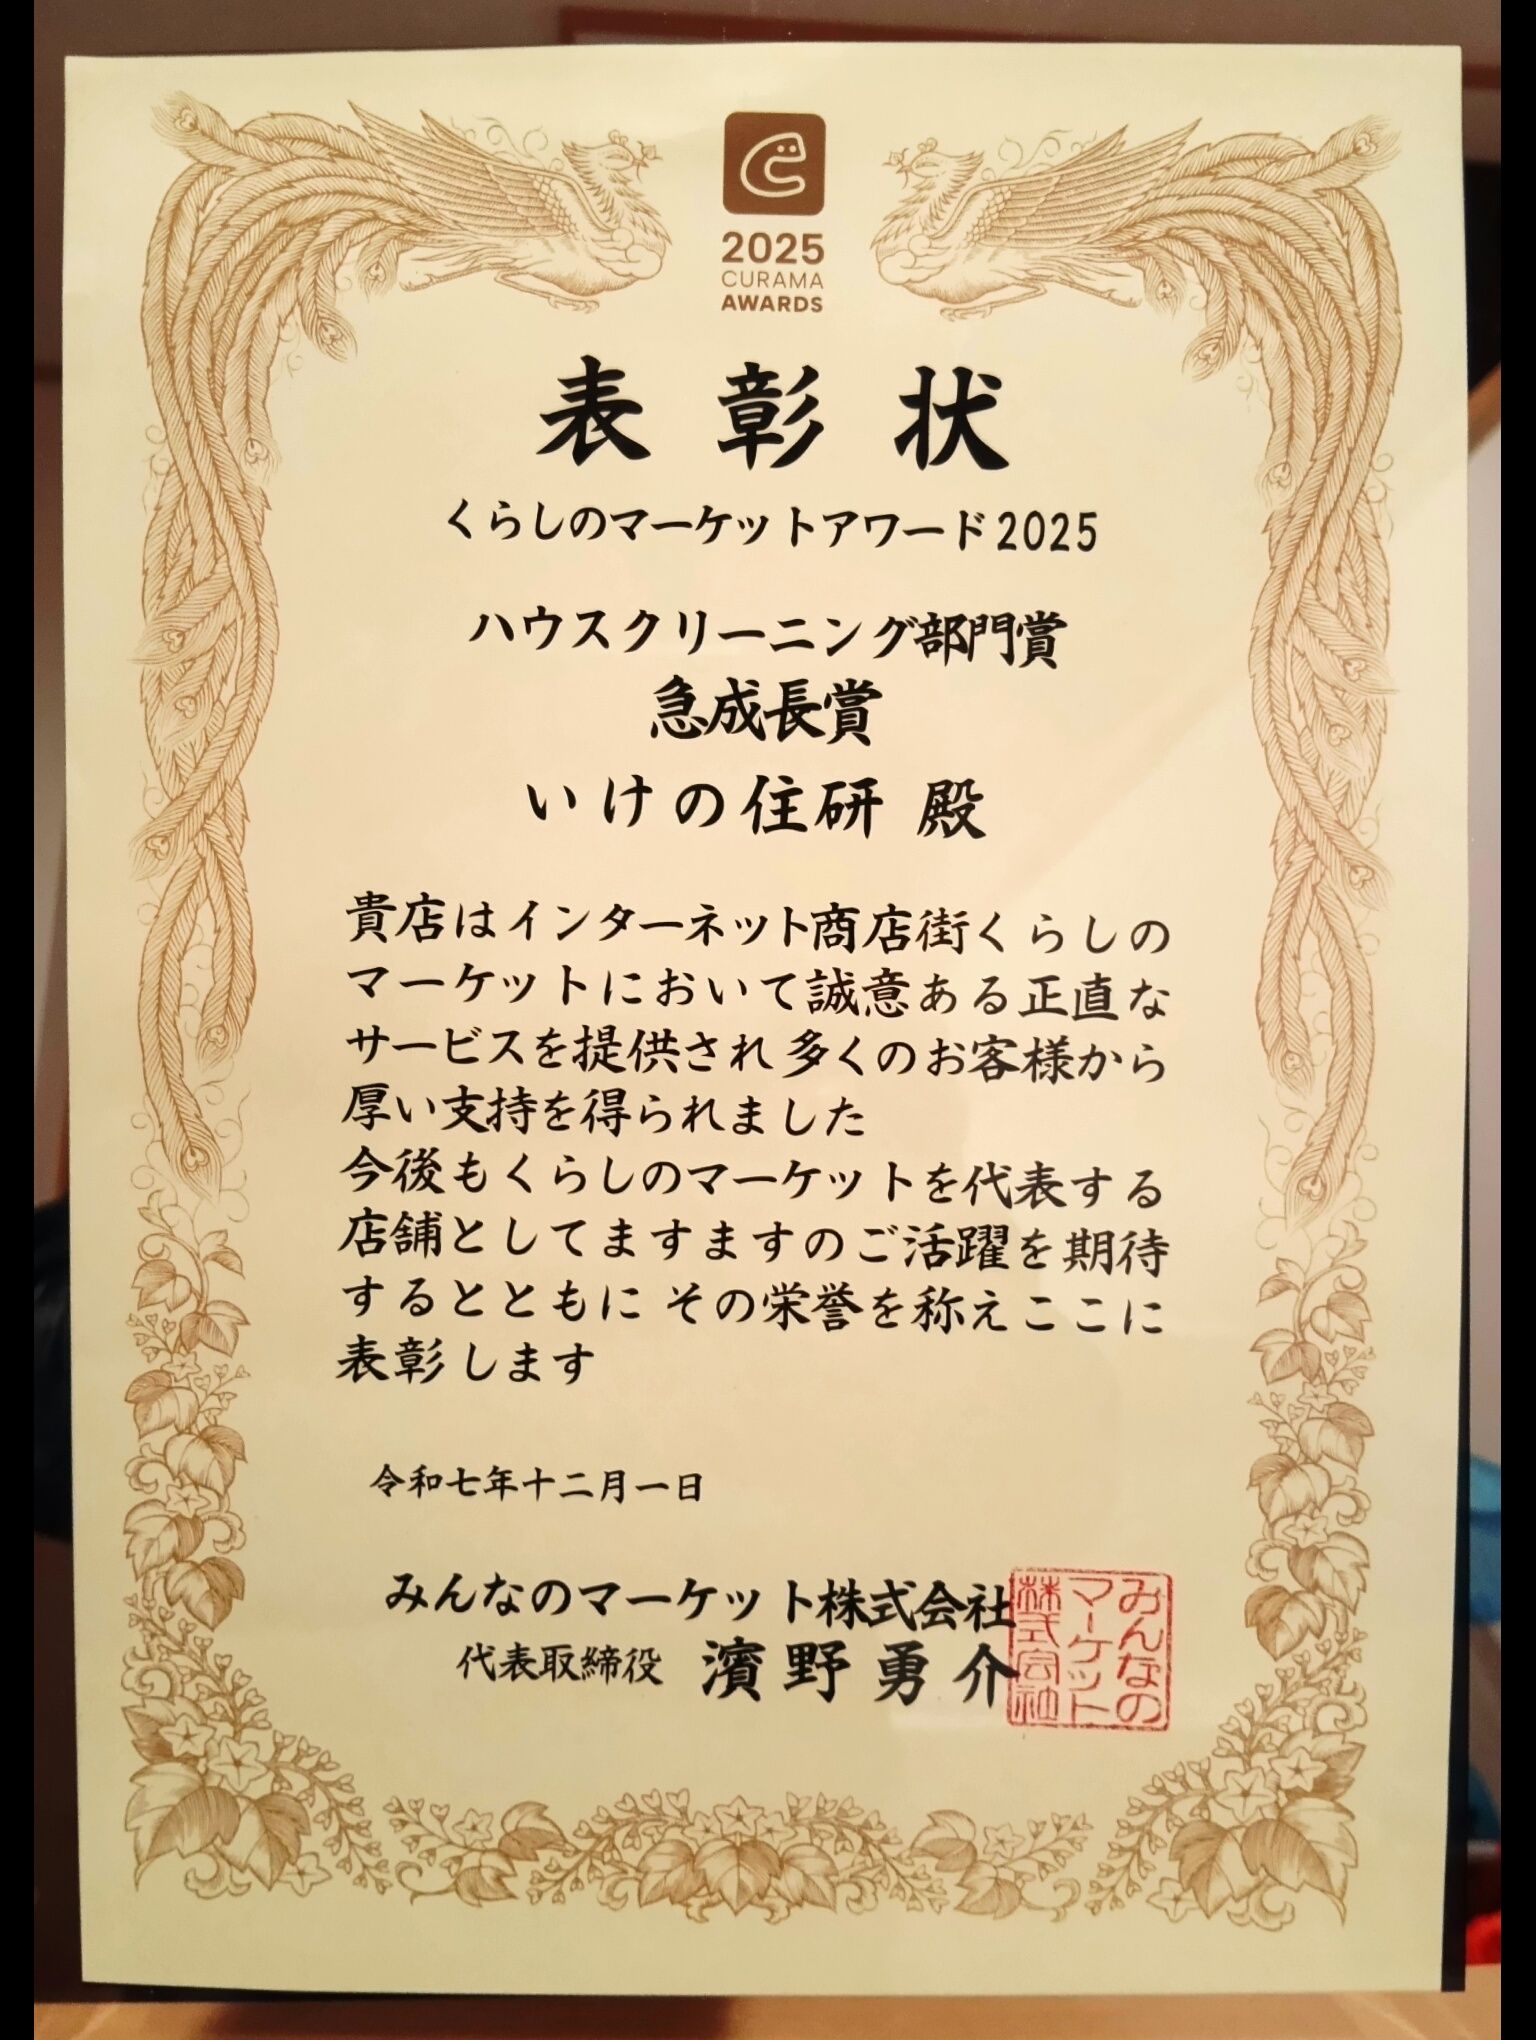 2025
CURAMA
AWARDS
表彰状
くらしのマーケットアワード2025
ハウスクリーニング部門賞
急成長賞
いけの住研 殿
貴店はインターネット商店街くらしの
マーケットにおいて誠意ある正直な
サービスを提供され 多くのお客様から
厚い支持を得られました
今後もくらしのマーケットを代表する
店舗としてますますのご活躍を期待
するとともに その栄誉を称えここに
表彰します
令和七年十二月一日
みんなのマーケット株式会社
代表取締役 濱野勇介
みんなの
マーケット
株式会社